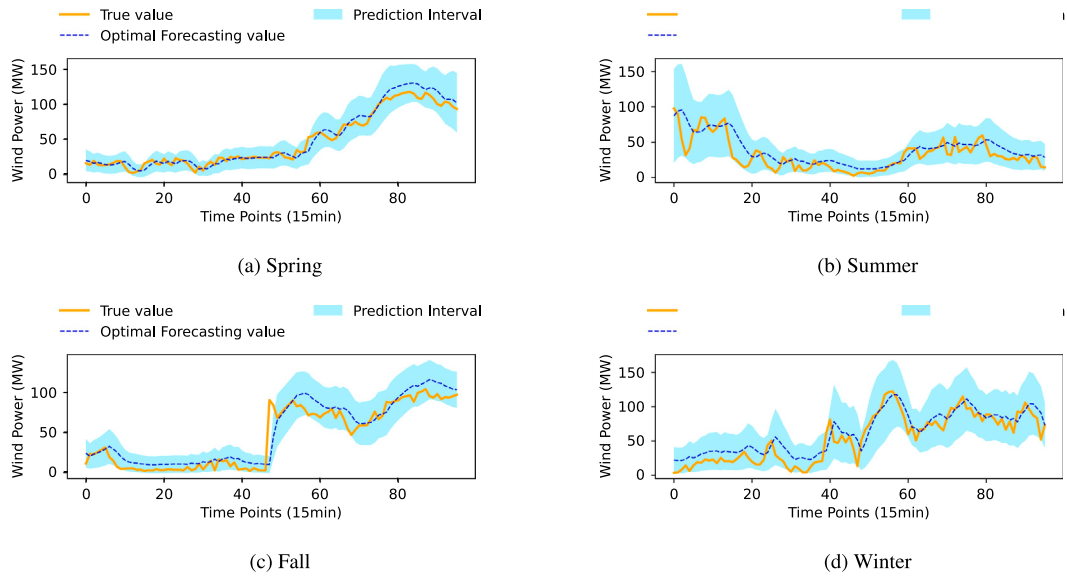 True value
Prediction Interval
Optimal Forecasting value
Wind Power (MW)
150
100
50
0
0 20 40 60 80
Time Points (15min)
(a) Spring
Wind Power (MW)
150
100
50
0
0 20 40 60 80
Time Points (15min)
(b) Summer
True value
Prediction Interval
Optimal Forecasting value
Wind Power (MW)
100
50
0
0 20 40 60 80
Time Points (15min)
(c) Fall
Wind Power (MW)
150
100
50
0
0 20 40 60 80
Time Points (15min)
(d) Winter